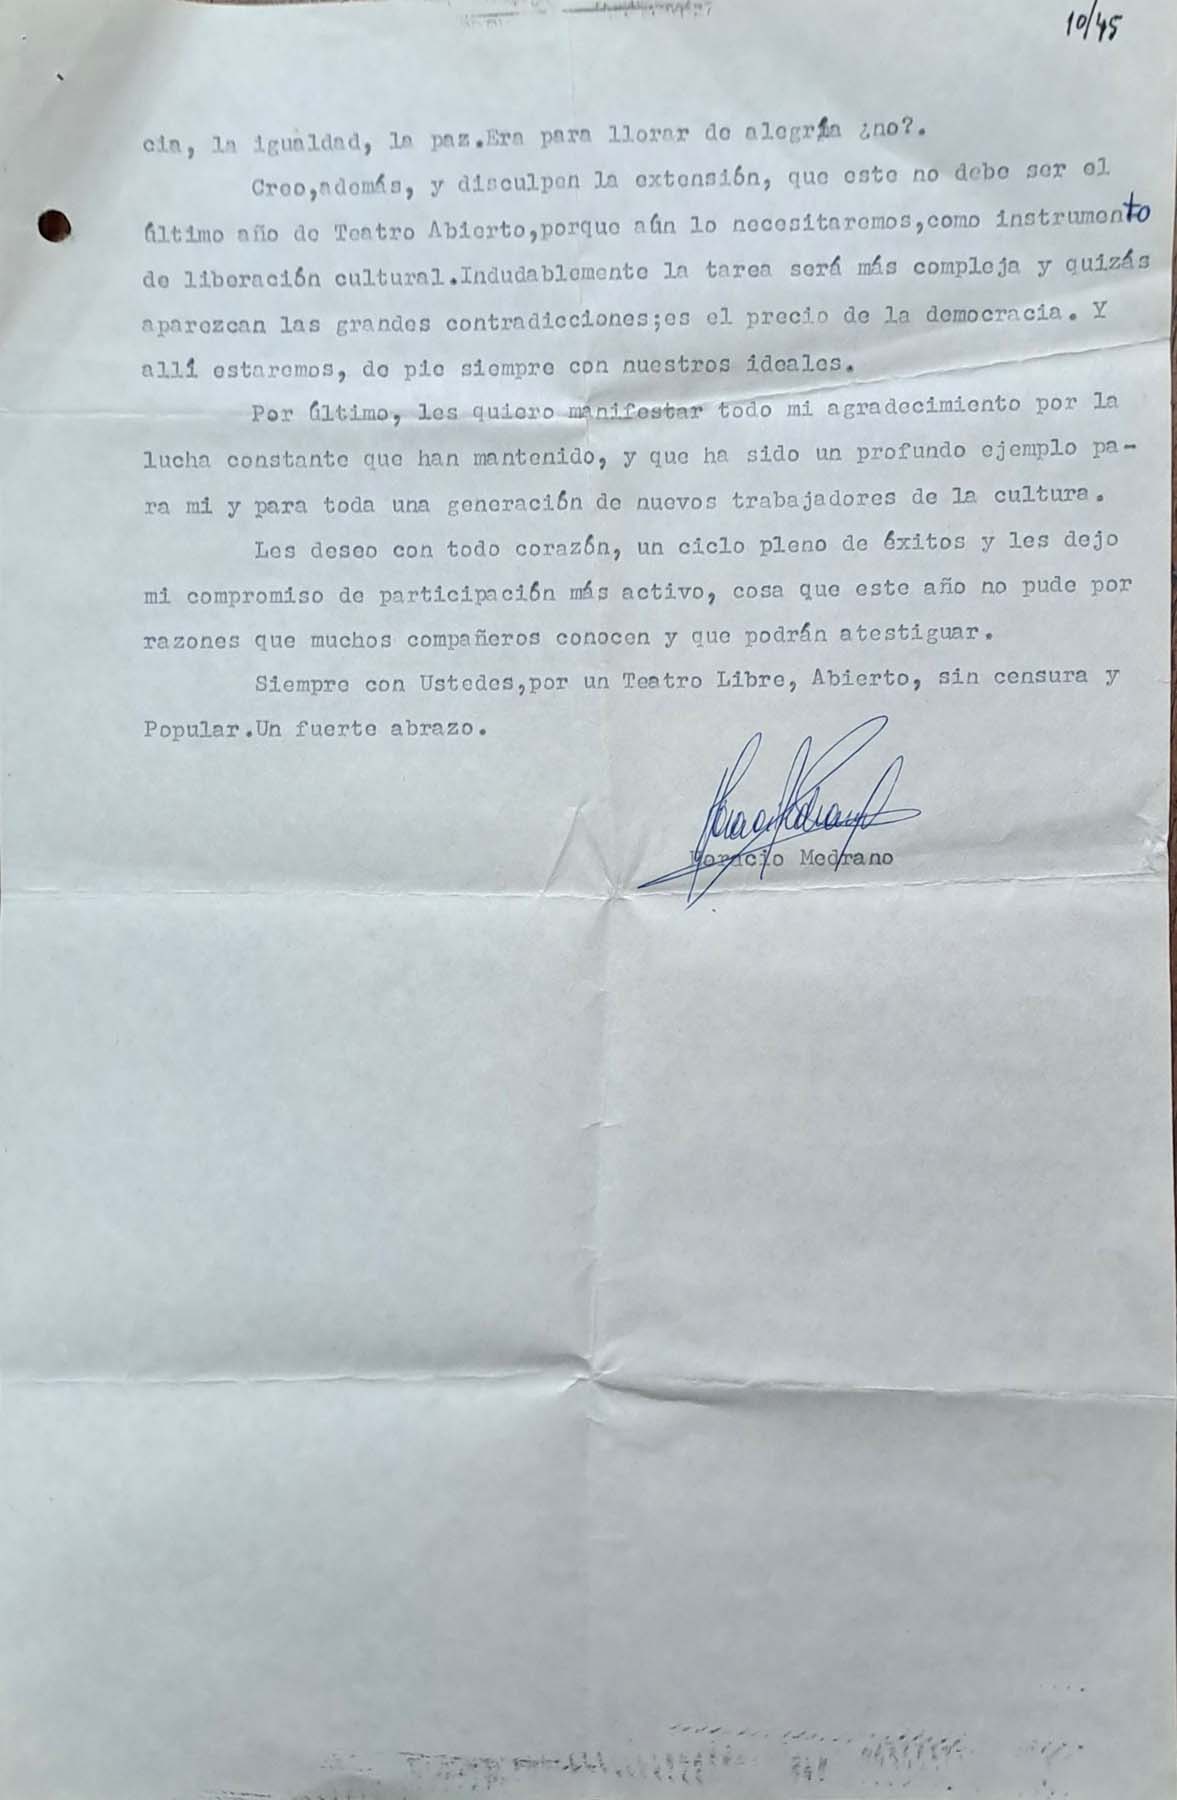 10/45
cia, la igualdad, la paz.Era para llorar de alegría ¿no?.
Creo,además, y disculpen la extensión, que este no debe ser el
último año de Teatro Abierto,porque aún lo necesitaremos,como instrumento
de liberación cultural.Indudablemente la tarea será más compleja y quizás
aparezcan las grandes contradicciones;es el precio de la democracia. Y
allí estaremos, de pie siempre con nuestros ideales.
Por último, les quiero manifestar todo mi agradecimiento por la
lucha constante que han mantenido, y que ha sido un profundo ejemplo pa-
ra mi y para toda una generación de nuevos trabajadores de la cultura.
Les deseo con todo corazón, un ciclo pleno de éxitos y les dejo
mi compromiso de participación más activo, cosa que este año no pude por
razones que muchos compañeros conocen y que podrán atestiguar.
Siempre con Ustedes,por un Teatro Libre, Abierto, sin censura y
Popular.Un fuerte abrazo.
Horacio Medrano